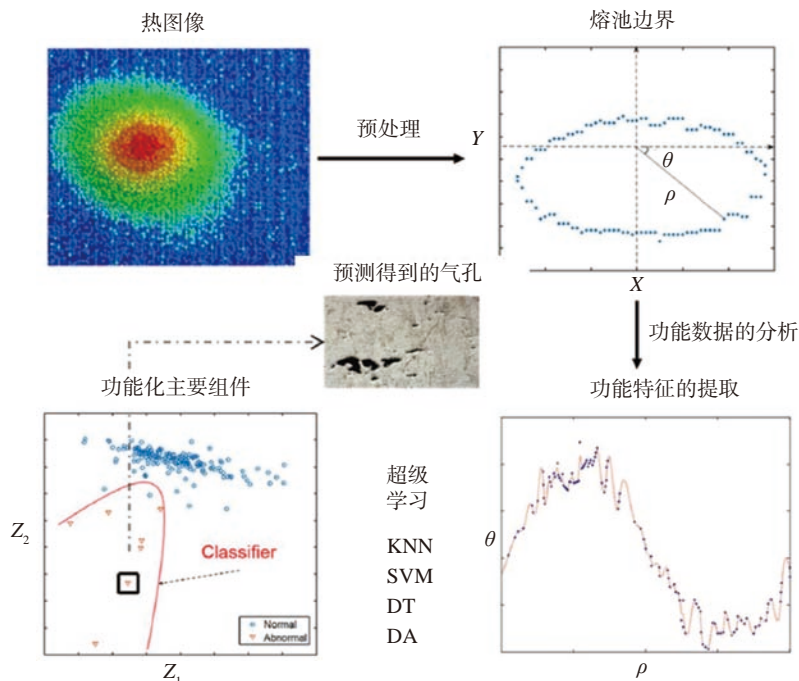 热图像
熔池边界
预处理
Y
θ
ρ
X
预测得到的气孔
功能数据的分析
功能化主要组件
功能特征的提取
Z₂
Classifier
Normal
Abnormal
Z₁
超级
学习
KNN
SVM
DT
DA
θ
ρ